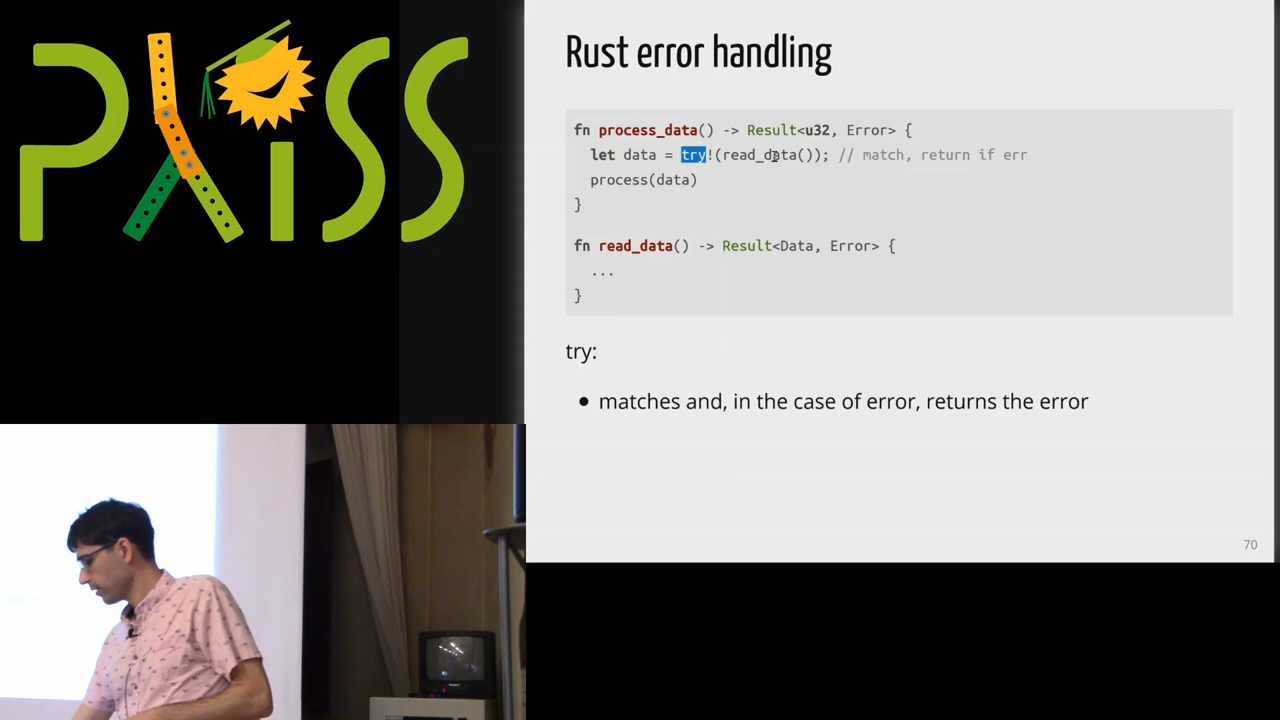 PLISS
Rust error handling
fn process_data() -> Result<u32, Error> {
let data = try!(read_data()); // match, return if err
process(data)
}
fn read_data() -> Result<Data, Error> {
...
}
try:
• matches and, in the case of error, returns the error
70